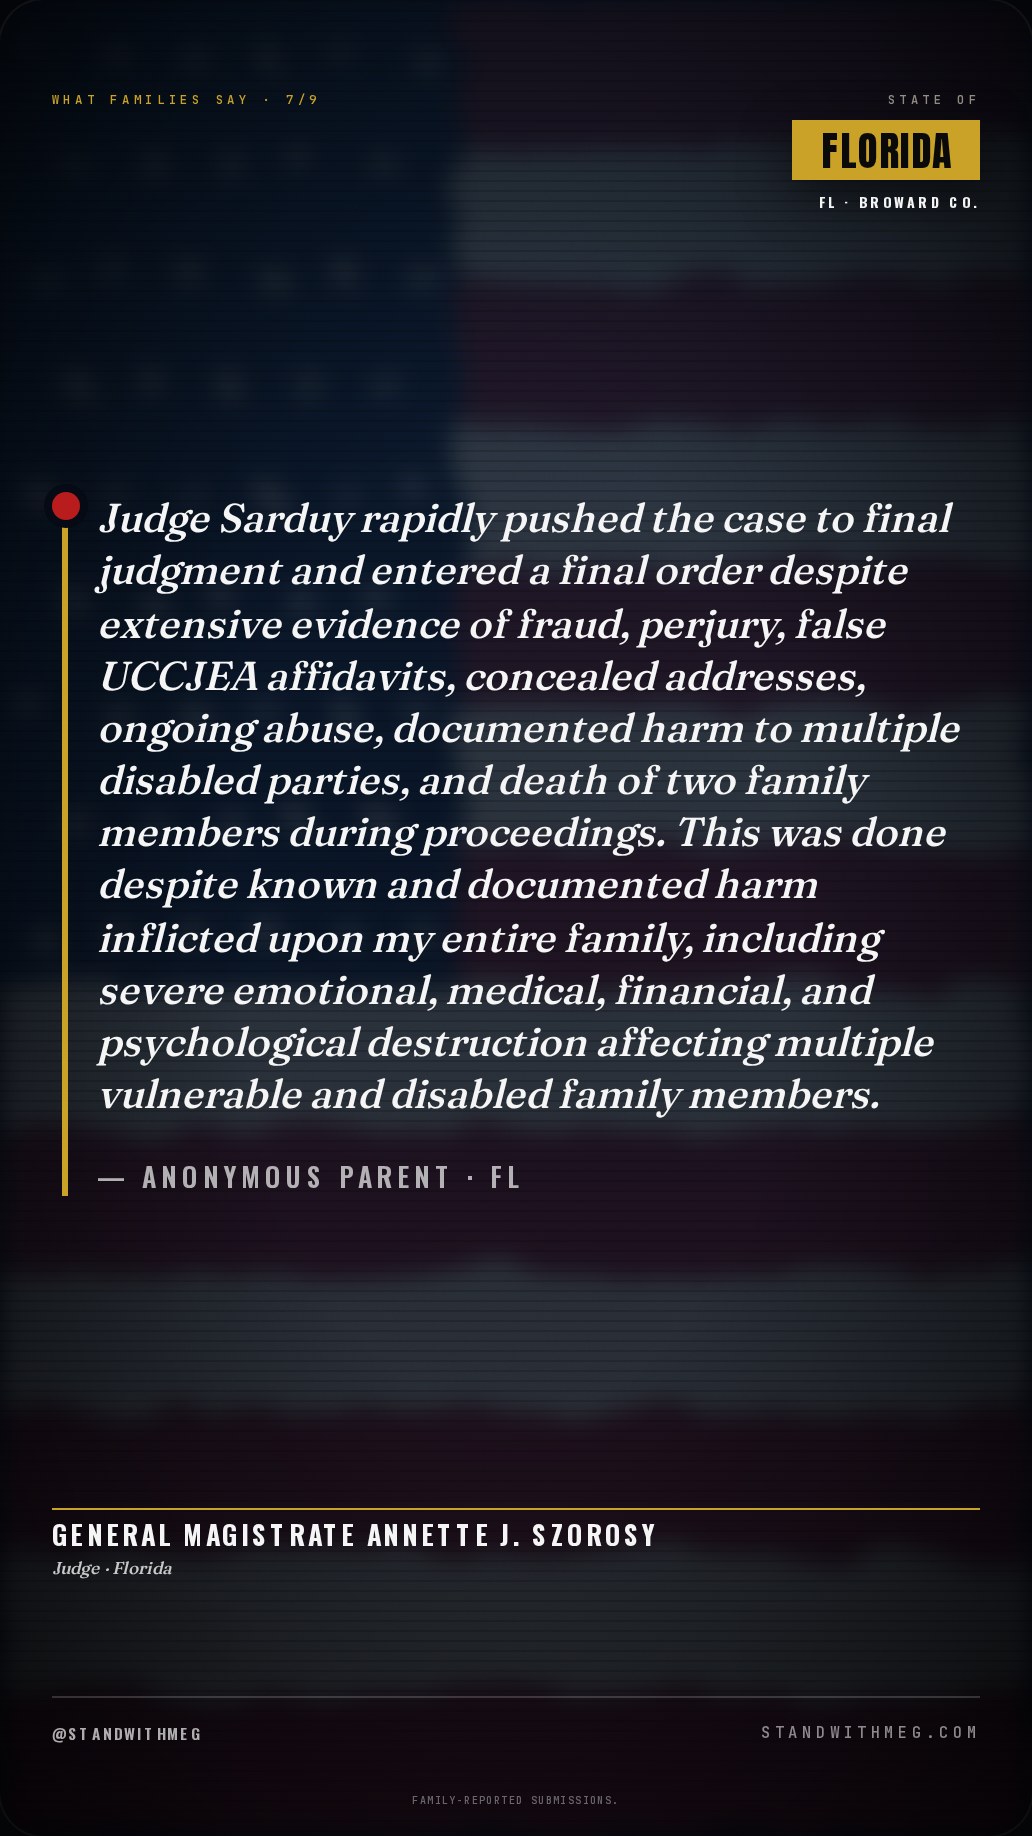 WHAT FAMILIES SAY · 7/9
STATE OF
FLORIDA
FL · BROWARD CO.
Judge Sarduy rapidly pushed the case to final
judgment and entered a final order despite
extensive evidence of fraud, perjury, false
UCCJEA affidavits, concealed addresses,
ongoing abuse, documented harm to multiple
disabled parties, and death of two family
members during proceedings. This was done
despite known and documented harm
inflicted upon my entire family, including
severe emotional, medical, financial, and
psychological destruction affecting multiple
vulnerable and disabled family members.
— ANONYMOUS PARENT · FL
GENERAL MAGISTRATE ANNETTE J. SZOROSY
Judge · Florida
@STANDWITHMEG
STANDWITHMEG.COM
FAMILY-REPORTED SUBMISSIONS.